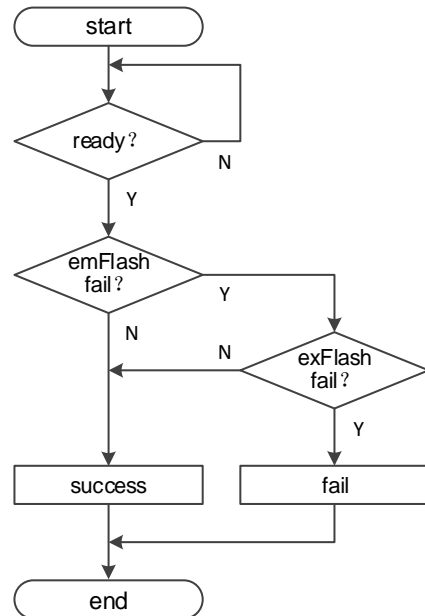 start
ready？
N
Y
emFlash
fail？
Y
N
N
exFlash
fail？
Y
success
fail
end